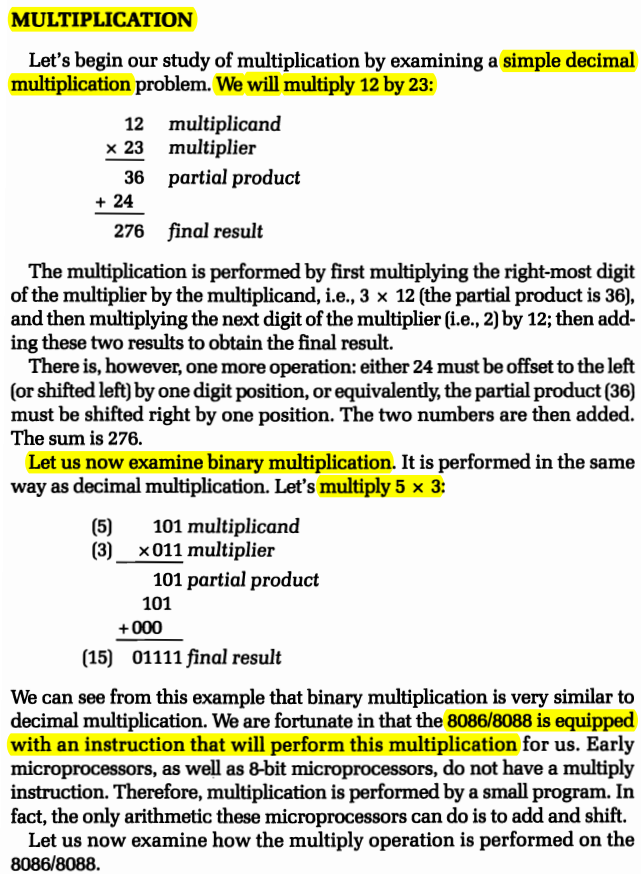 MULTIPLICATION
Let's begin our study of multiplication by examining a simple decimal
multiplication problem. We will multiply 12 by 23:
12 multiplicand
× 23 multiplier
36 partial product
+ 24
276 final result
The multiplication is performed by first multiplying the right-most digit
of the multiplier by the multiplicand, i.e., 3 × 12 (the partial product is 36),
and then multiplying the next digit of the multiplier (i.e., 2) by 12; then add-
ing these two results to obtain the final result.
There is, however, one more operation: either 24 must be offset to the left
(or shifted left) by one digit position, or equivalently, the partial product (36)
must be shifted right by one position. The two numbers are then added.
The sum is 276.
Let us now examine binary multiplication. It is performed in the same
way as decimal multiplication. Let's multiply 5 × 3:
(5) 101 multiplicand
(3) ×011 multiplier
101 partial product
101
+000
(15) 01111 final result
We can see from this example that binary multiplication is very similar to
decimal multiplication. We are fortunate in that the 8086/8088 is equipped
with an instruction that will perform this multiplication for us. Early
microprocessors, as well as 8-bit microprocessors, do not have a multiply
instruction. Therefore, multiplication is performed by a small program. In
fact, the only arithmetic these microprocessors can do is to add and shift.
Let us now examine how the multiply operation is performed on the
8086/8088.